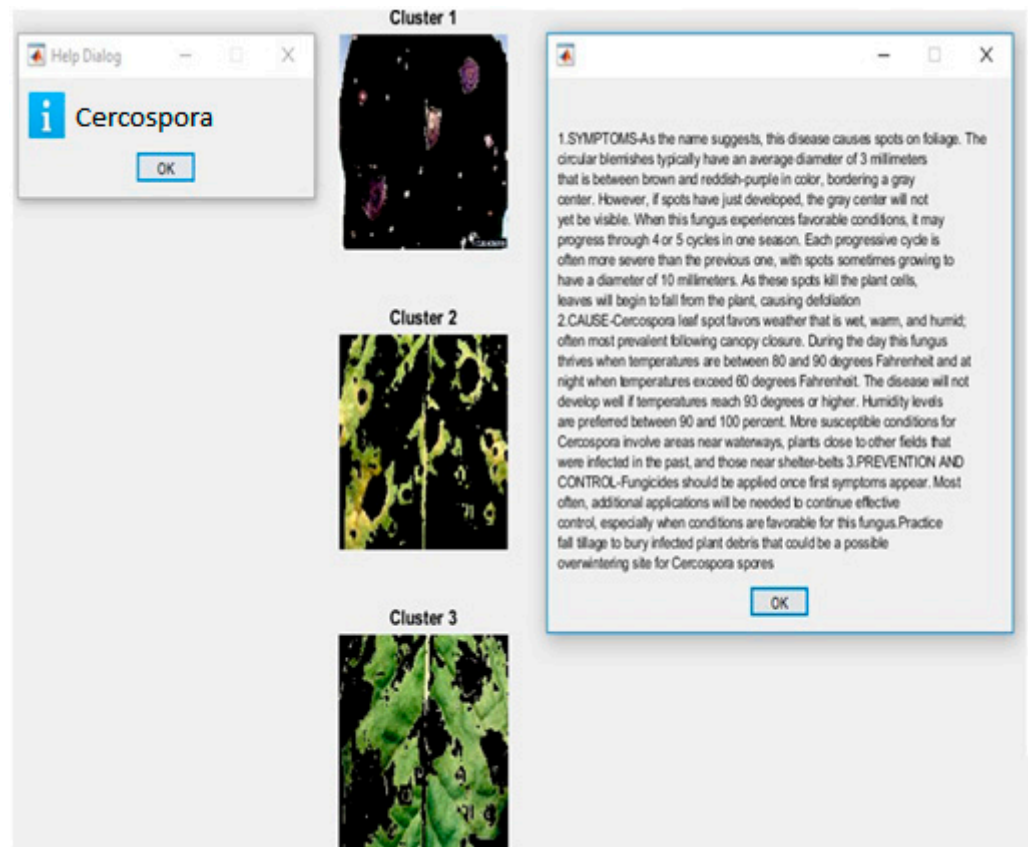 Help Dialog
Cercospora
OK
Cluster 1
Cluster 2
Cluster 3
1.SYMPTOMS-As the name suggests, this disease causes spots on foliage. The
circular blemishes typically have an average diameter of 3 millimeters
that is between brown and reddish-purple in color, bordering a gray
center. However, if spots have just developed, the gray center will not
yet be visible. When this fungus experiences favorable conditions, it may
progress through 4 or 5 cycles in one season. Each progressive cycle is
often more severe than the previous one, with spots sometimes growing to
have a diameter of 10 millimeters. As these spots kill the plant cells,
leaves will begin to fall from the plant, causing defoliation
2.CAUSE-Cercospora leaf spot favors weather that is wet, warm, and humid;
often most prevalent following canopy closure. During the day this fungus
thrives when temperatures are between 80 and 90 degrees Fahrenheit and at
night when temperatures exceed 60 degrees Fahrenheit. The disease will not
develop well if temperatures reach 93 degrees or higher. Humidity levels
are preferred between 90 and 100 percent. More susceptible conditions for
Cercospora involve areas near waterways, plants close to other fields that
were infected in the past, and those near shelter-belts 3.PREVENTION AND
CONTROL-Fungicides should be applied once first symptoms appear. Most
often, additional applications will be needed to continue effective
control, especially when conditions are favorable for this fungus.Practice
fall tillage to bury infected plant debris that could be a possible
overwintering site for Cercospora spores
OK